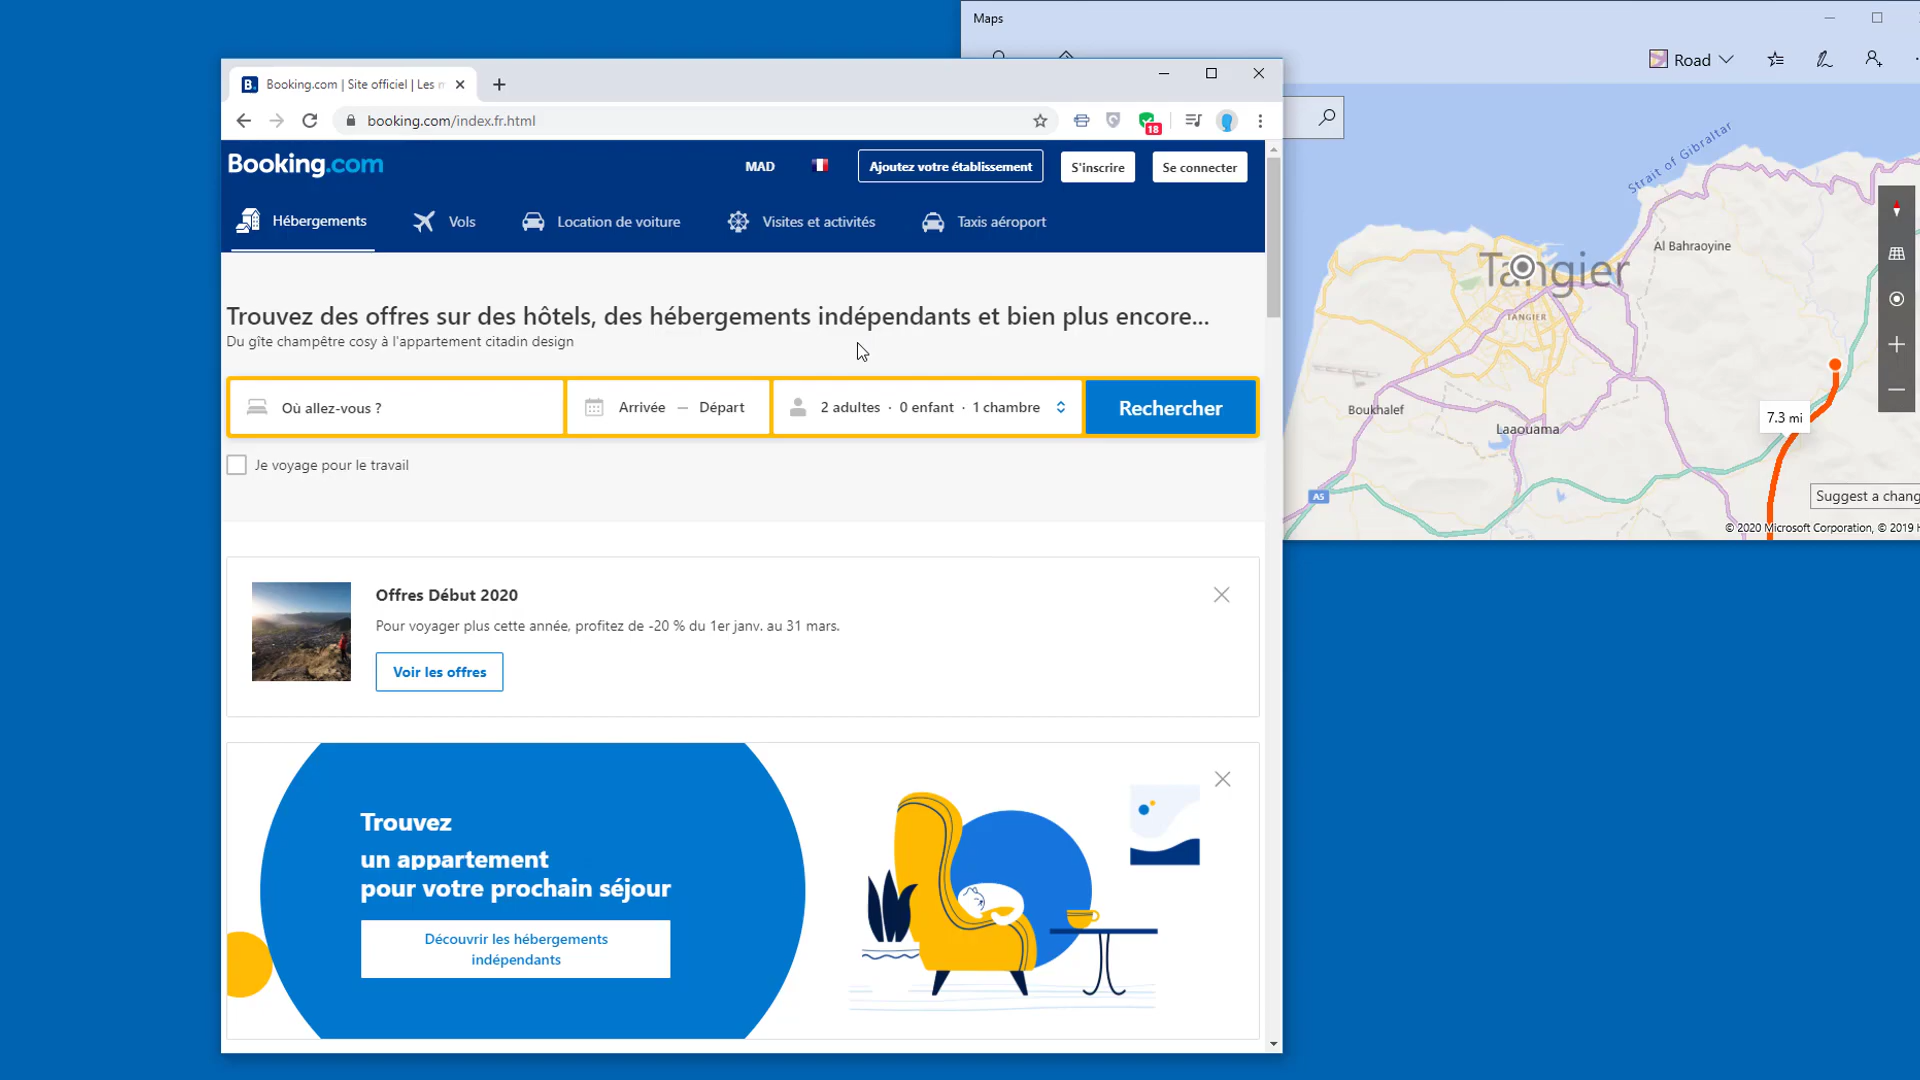 Maps
Road
Booking.com | Site officiel | Les
booking.com/index.fr.html
18
Booking.com
MAD
Ajoutez votre établissement
S'inscrire
Se connecter
Hébergements
Vols
Location de voiture
Visites et activités
Taxis aéroport
Trouvez des offres sur des hôtels, des hébergements indépendants et bien plus encore...
Du gîte champêtre cosy à l'appartement citadin design
Où allez-vous ?
Arrivée — Départ
2 adultes · 0 enfant · 1 chambre
Rechercher
Je voyage pour le travail
Offres Début 2020
Pour voyager plus cette année, profitez de -20 % du 1er janv. au 31 mars.
Voir les offres
Trouvez
un appartement
pour votre prochain séjour
Découvrir les hébergements
indépendants
Strait of Gibraltar
Al Bahraoyine
Tangier
TANGIER
Boukhalef
Laaouama
7.3 mi
A5
Suggest a chang
© 2020 Microsoft Corporation, © 2019 H